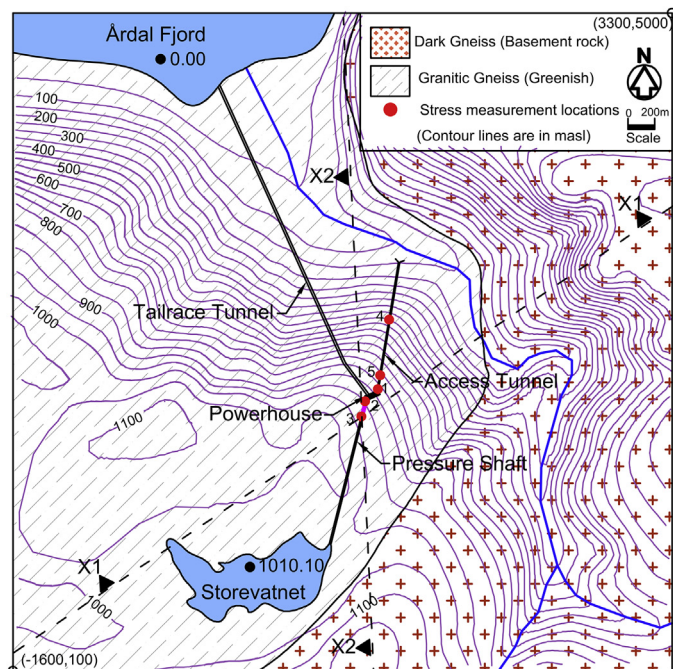 (3300,5000)
Årdal Fjord
0.00
Dark Gneiss (Basement rock)
N
Granitic Gneiss (Greenish)
Stress measurement locations
0 200m
(Contour lines are in masl)
Scale
100
200
300
400
500
600
700
800
X2
X1
900
1000
Tailrace Tunnel
4
5
Access Tunnel
1
Powerhouse
2
3
1100
Pressure Shaft
X1
1010.10
Storevatnet
1000
1100
X2
(-1600,100)